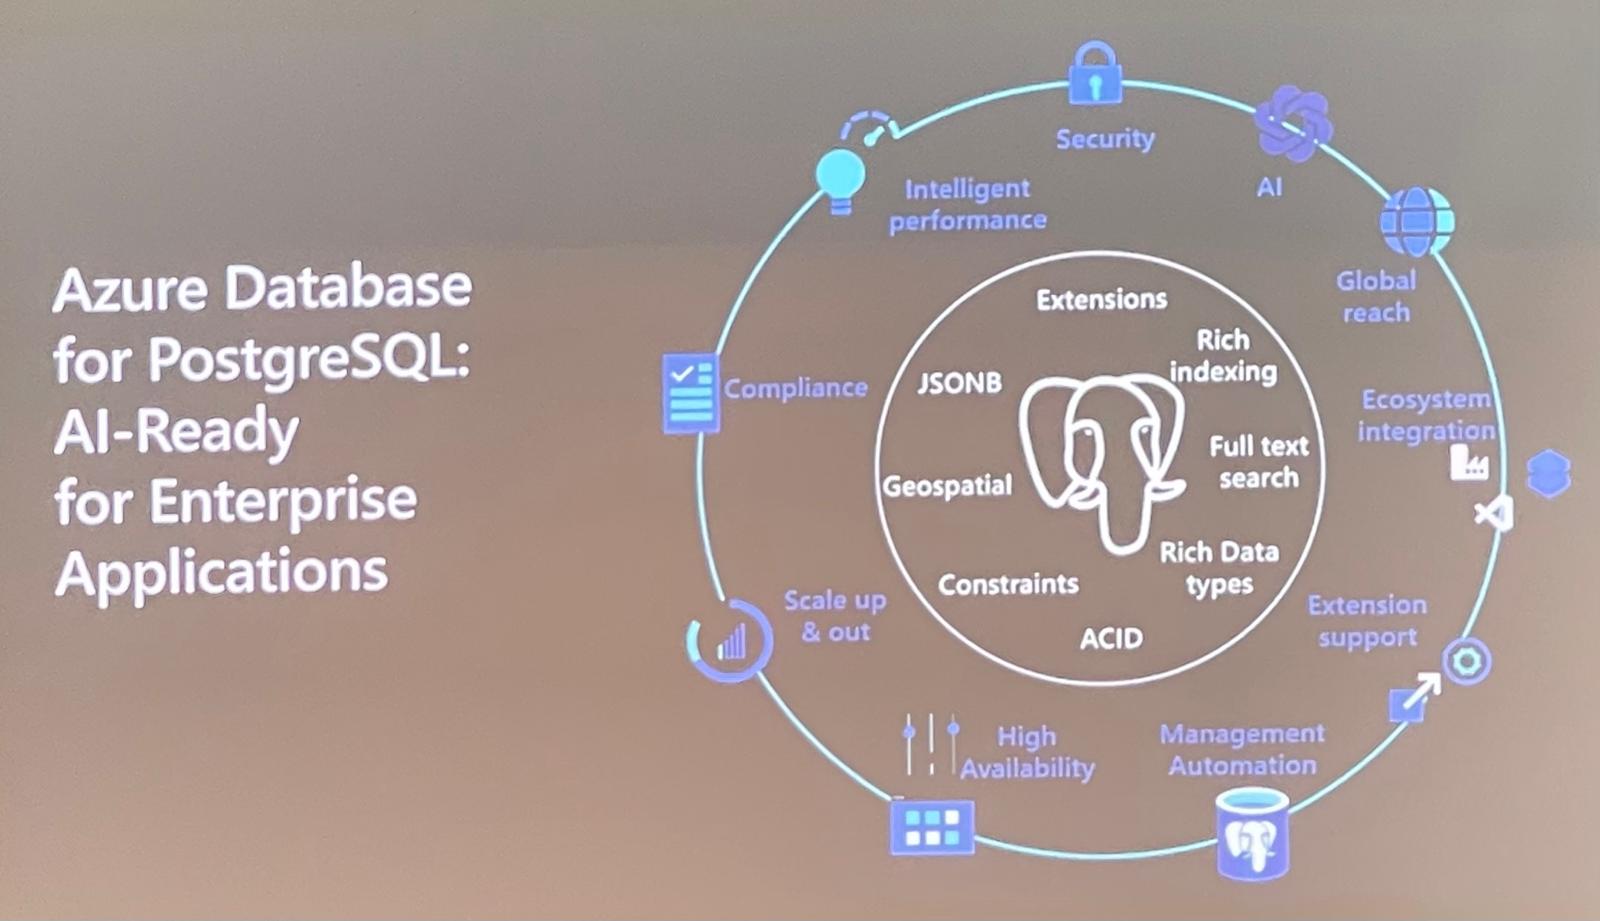 Azure Database
for PostgreSQL:
AI-Ready
for Enterprise
Applications
Security
AI
Intelligent
performance
Global
reach
Extensions
Rich
indexing
JSONB
Compliance
Ecosystem
integration
Full text
search
Geospatial
Rich Data
types
Constraints
ACID
Scale up
& out
Extension
support
High
Availability
Management
Automation